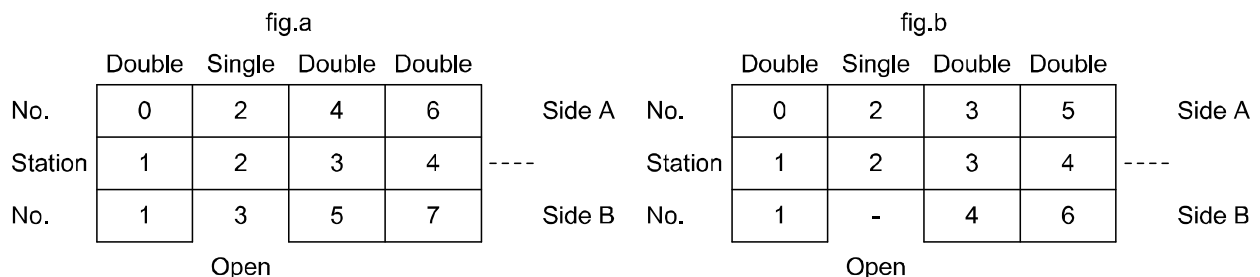 fig.a
Double Single Double Double
No. 0 2 4 6 Side A
Station 1 2 3 4 ----
No. 1 3 5 7 Side B
Open
fig.b
Double Single Double Double
No. 0 2 3 5 Side A
Station 1 2 3 4 ----
No. 1 - 4 6 Side B
Open